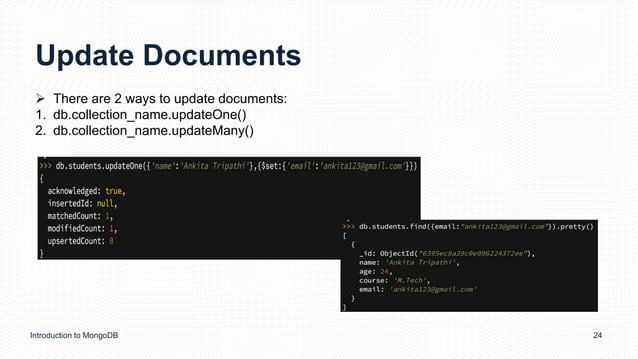 Update Documents
➢ There are 2 ways to update documents:
1. db.collection_name.updateOne()
2. db.collection_name.updateMany()
>>> db.students.updateOne({'name':'Ankita Tripathi'},{$set:{'email':'ankita123@gmail.com'}})
{
acknowledged: true,
insertedId: null,
matchedCount: 1,
modifiedCount: 1,
upsertedCount: 0
}
>>> db.students.find({email:"ankita123@gmail.com"}).pretty()
[
{
_id: ObjectId("6395ec8a39c0e096224372ee"),
name: 'Ankita Tripathi',
age: 24,
course: 'M.Tech',
email: 'ankita123@gmail.com'
}
]
Introduction to MongoDB
24